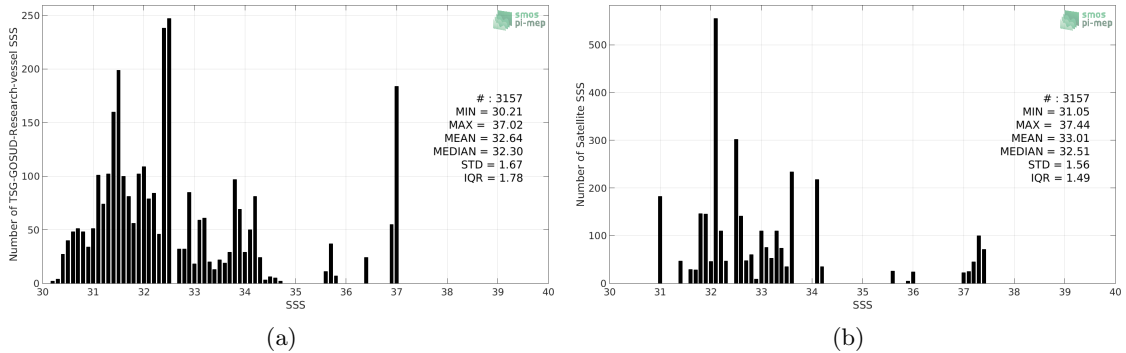 smos
pi-mep
Number of TSG-GOSUD-Research-vessel SSS
250
200
150
100
50
0
# : 3157
MIN = 30.21
MAX = 37.02
MEAN = 32.64
MEDIAN = 32.30
STD = 1.67
IQR = 1.78
30 31 32 33 34 35 36 37 38 39 40
SSS
(a)
smos
pi-mep
Number of Satellite SSS
500
400
300
200
100
0
# : 3157
MIN = 31.05
MAX = 37.44
MEAN = 33.01
MEDIAN = 32.51
STD = 1.56
IQR = 1.49
30 31 32 33 34 35 36 37 38 39 40
SSS
(b)